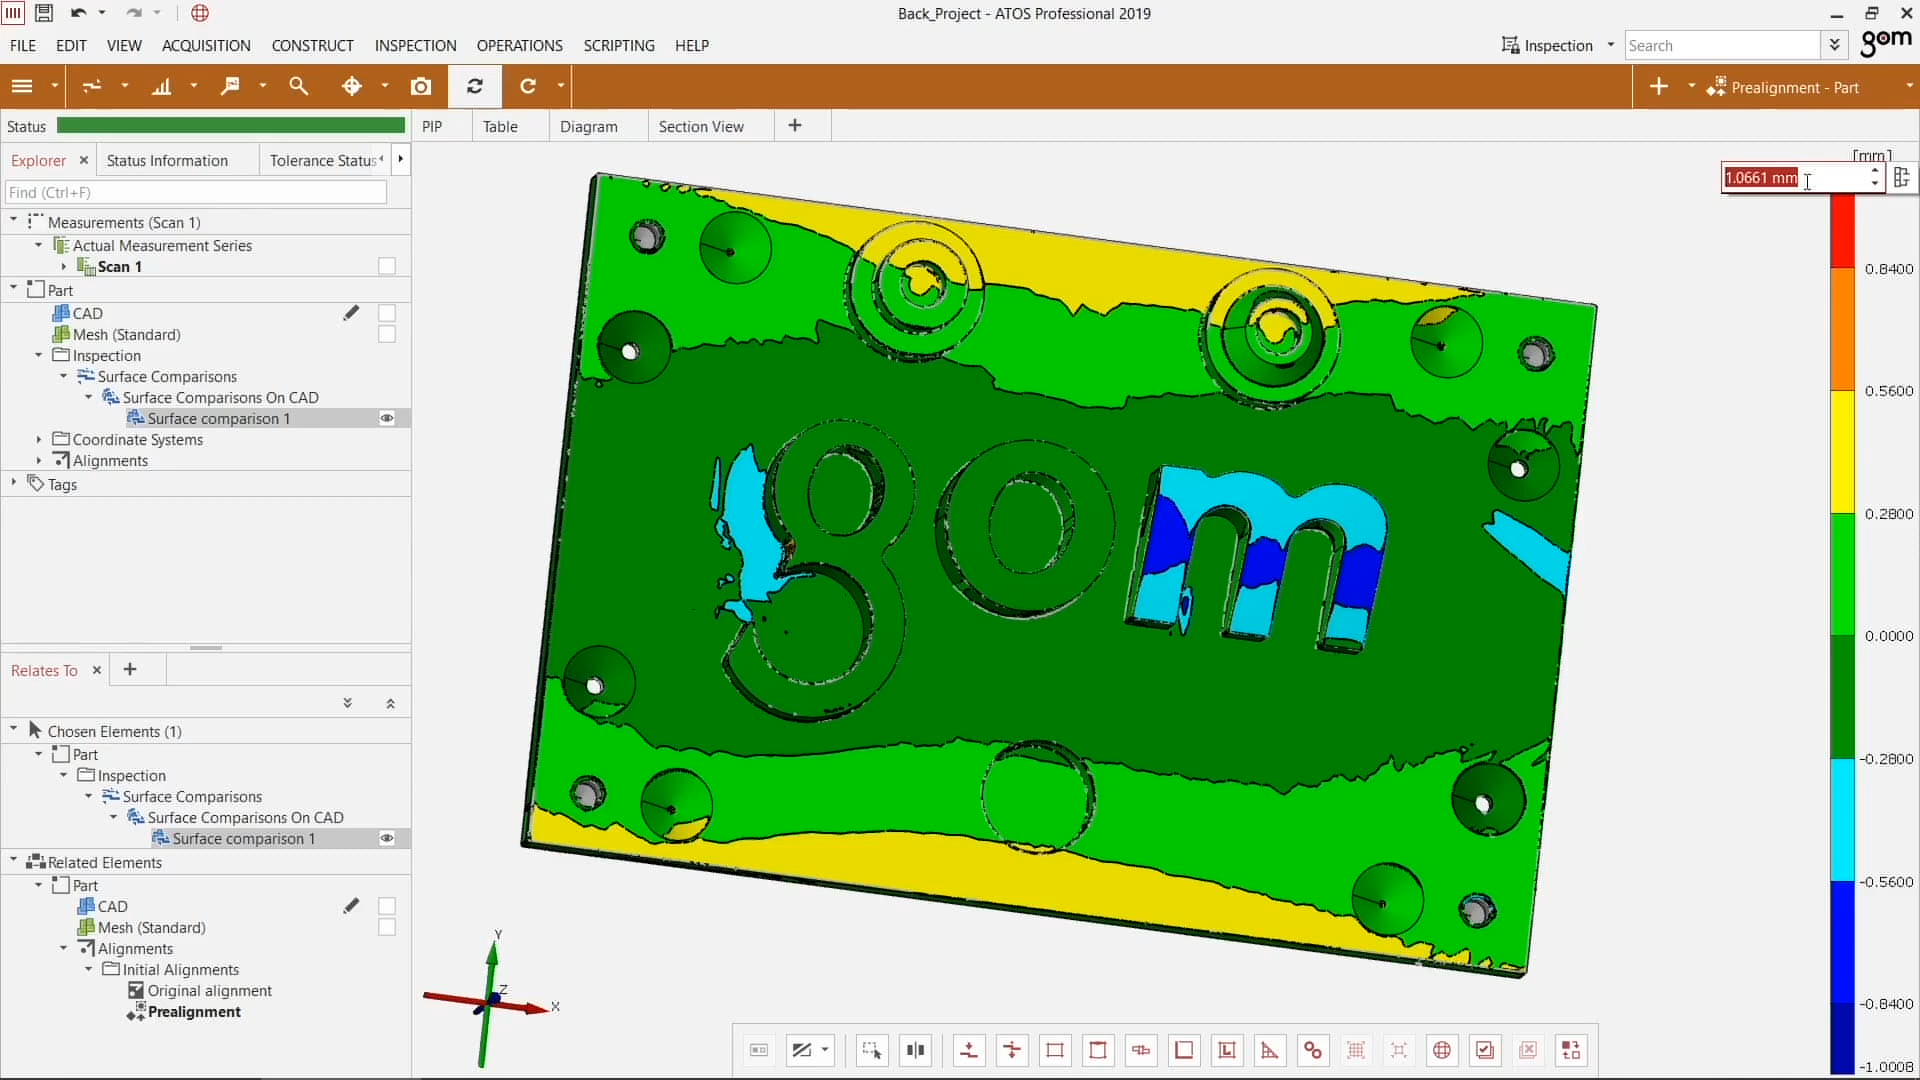 Back_Project - ATOS Professional 2019
FILE EDIT VIEW ACQUISITION CONSTRUCT INSPECTION OPERATIONS SCRIPTING HELP
Inspection
Search
gom
Prealignment - Part
Status
PIP Table Diagram Section View +
Explorer Status Information Tolerance Status
Find (Ctrl+F)
Measurements (Scan 1)
Actual Measurement Series
Scan 1
Part
CAD
Mesh (Standard)
Inspection
Surface Comparisons
Surface Comparisons On CAD
Surface comparison 1
Coordinate Systems
Alignments
Tags
Relates To
Chosen Elements (1)
Part
Inspection
Surface Comparisons
Surface Comparisons On CAD
Surface comparison 1
Related Elements
Part
CAD
Mesh (Standard)
Alignments
Initial Alignments
Original alignment
Prealignment
gom
Y
Z
X
[mm]
1.0661 mm
0.8400
0.5600
0.2800
0.0000
-0.2800
-0.5600
-0.8400
-1.0008